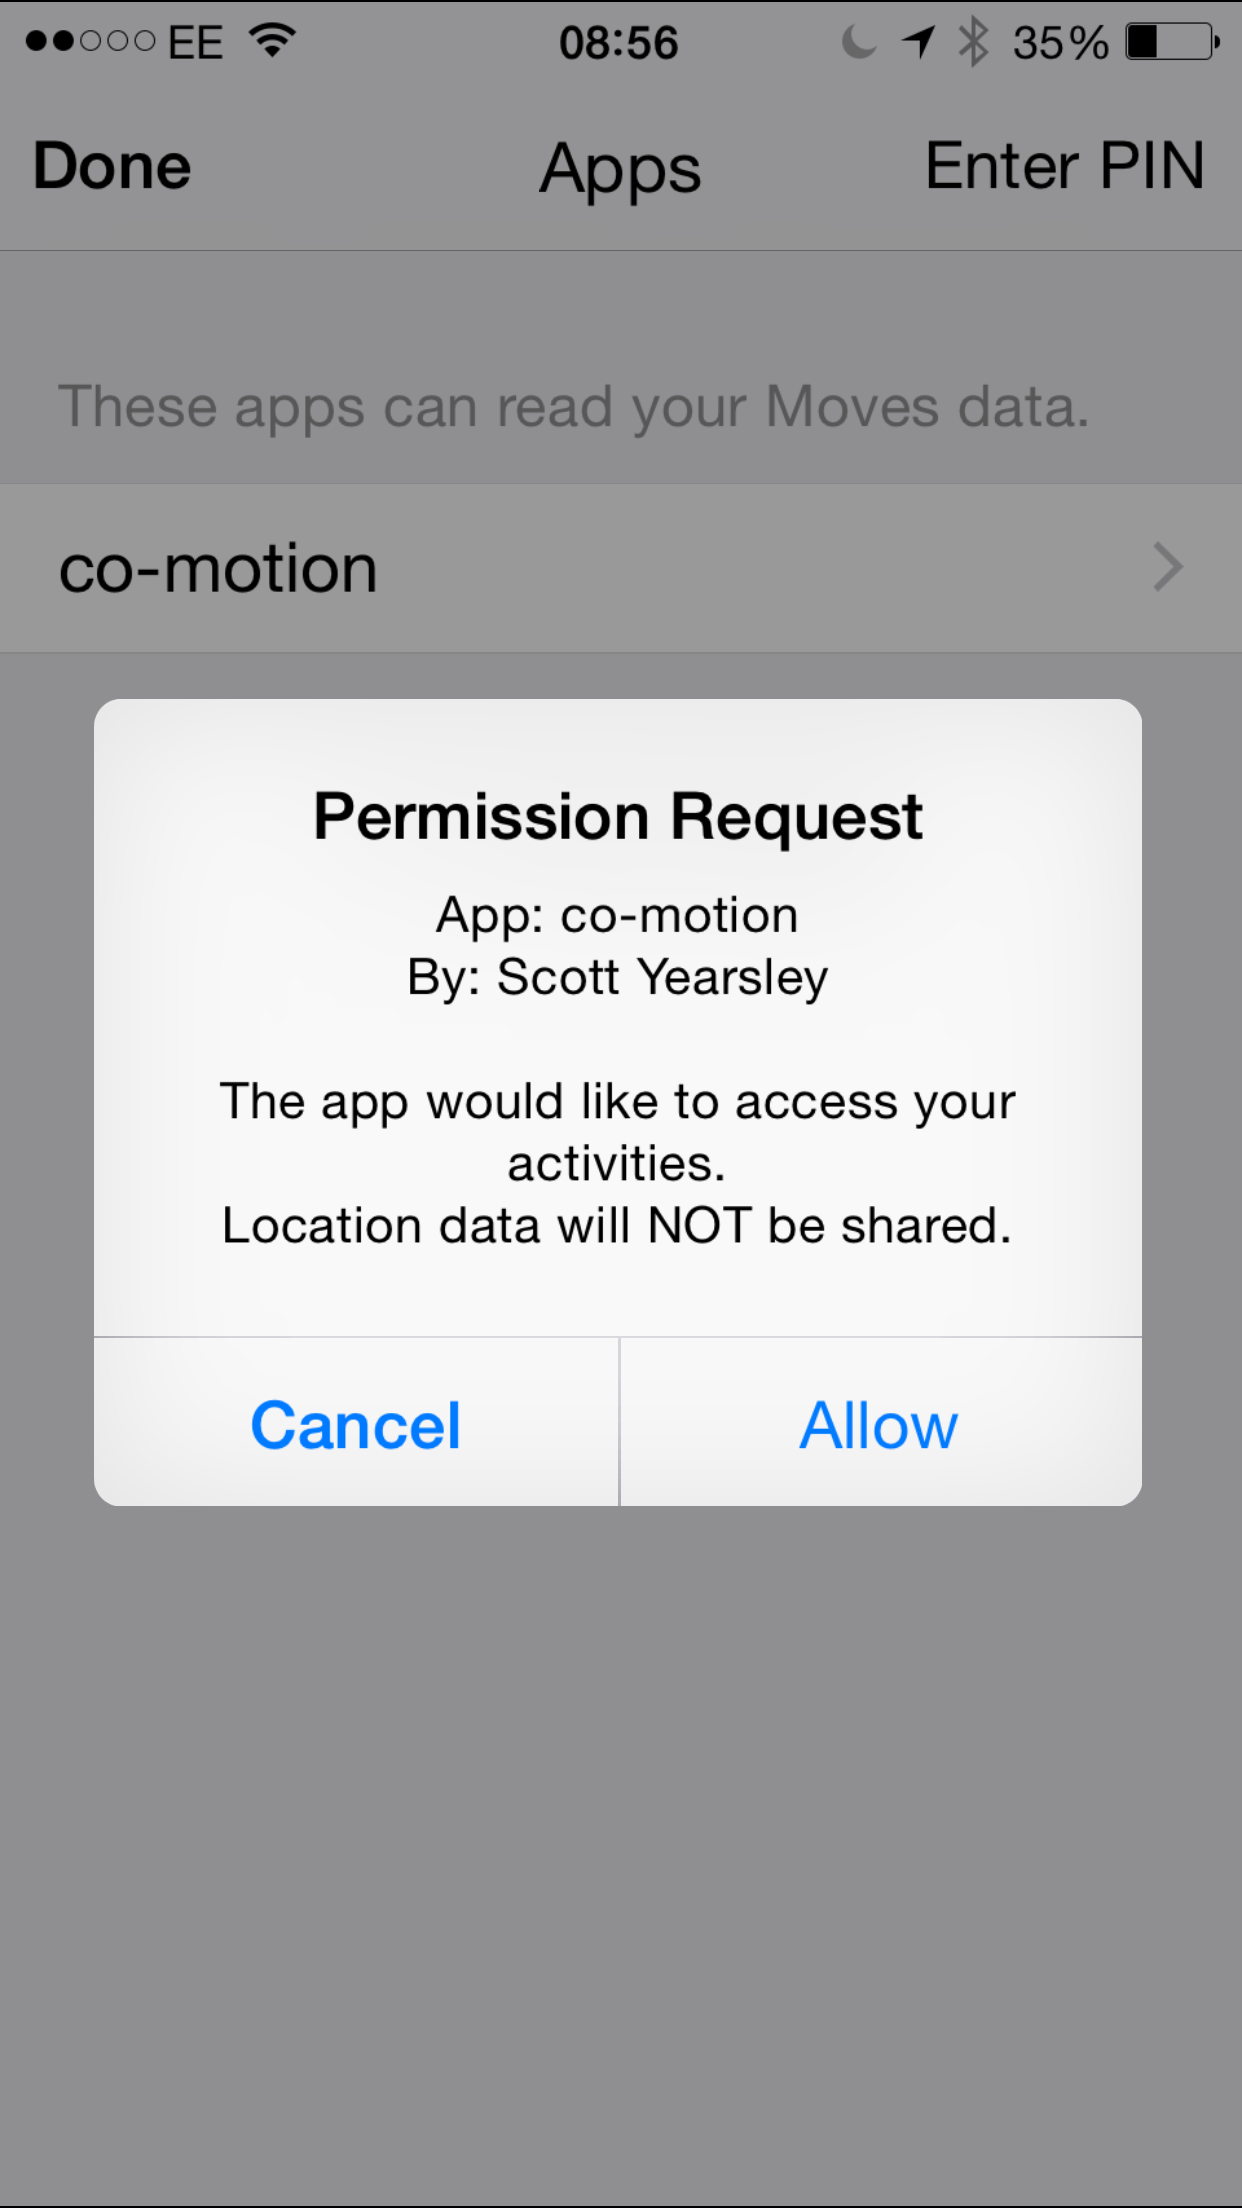 EE 08:56 35%
Done Apps Enter PIN
These apps can read your Moves data.
co-motion
Permission Request
App: co-motion
By: Scott Yearsley
The app would like to access your
activities.
Location data will NOT be shared.
Cancel Allow